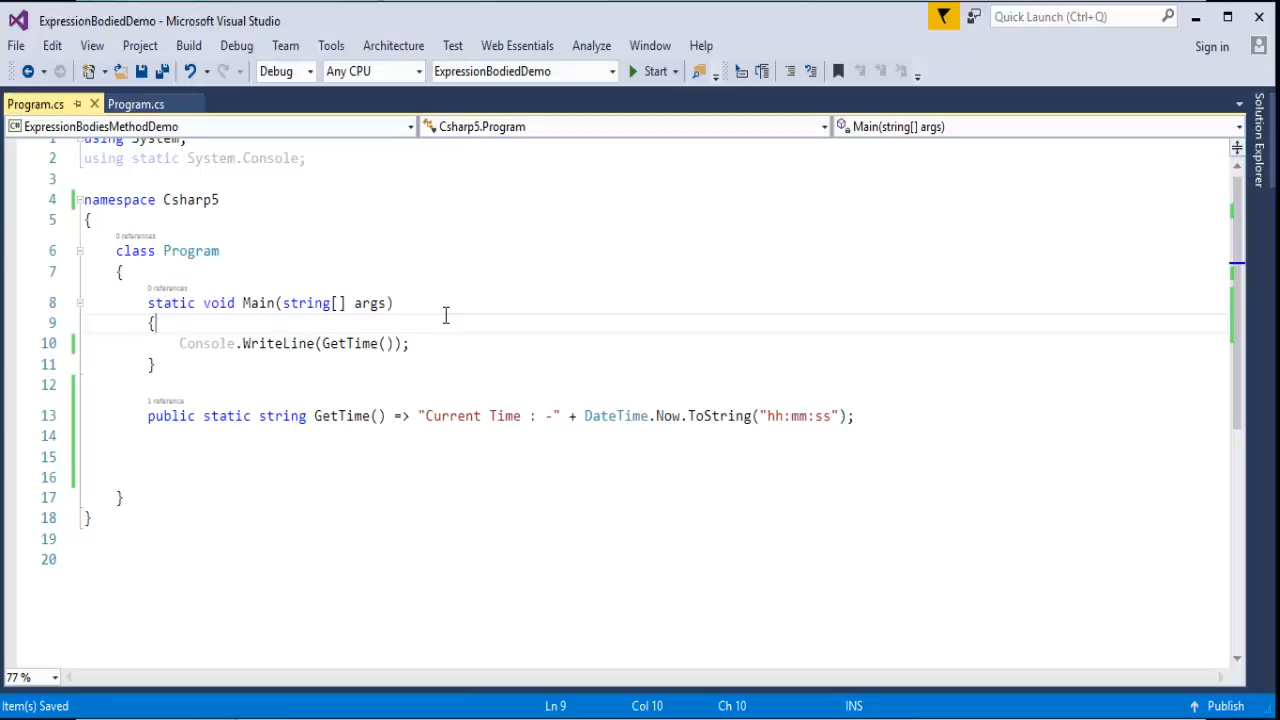 ExpressionBodiedDemo - Microsoft Visual Studio
Quick Launch (Ctrl+Q)
File Edit View Project Build Debug Team Tools Architecture Test Web Essentials Analyze Window Help
Sign in
Debug Any CPU ExpressionBodiedDemo Start
Program.cs Program.cs
C# ExpressionBodiesMethodDemo Csharp5.Program Main(string[] args)
Solution Explorer
1 using System;
2 using static System.Console;
3
4 namespace Csharp5
5 {
0 references
6 class Program
7 {
0 references
8 static void Main(string[] args)
9 {
10 Console.WriteLine(GetTime());
11 }
12
1 reference
13 public static string GetTime() => "Current Time : -" + DateTime.Now.ToString("hh:mm:ss");
14
15
16
17 }
18 }
19
20
77 %
Item(s) Saved Ln 9 Col 10 Ch 10 INS Publish